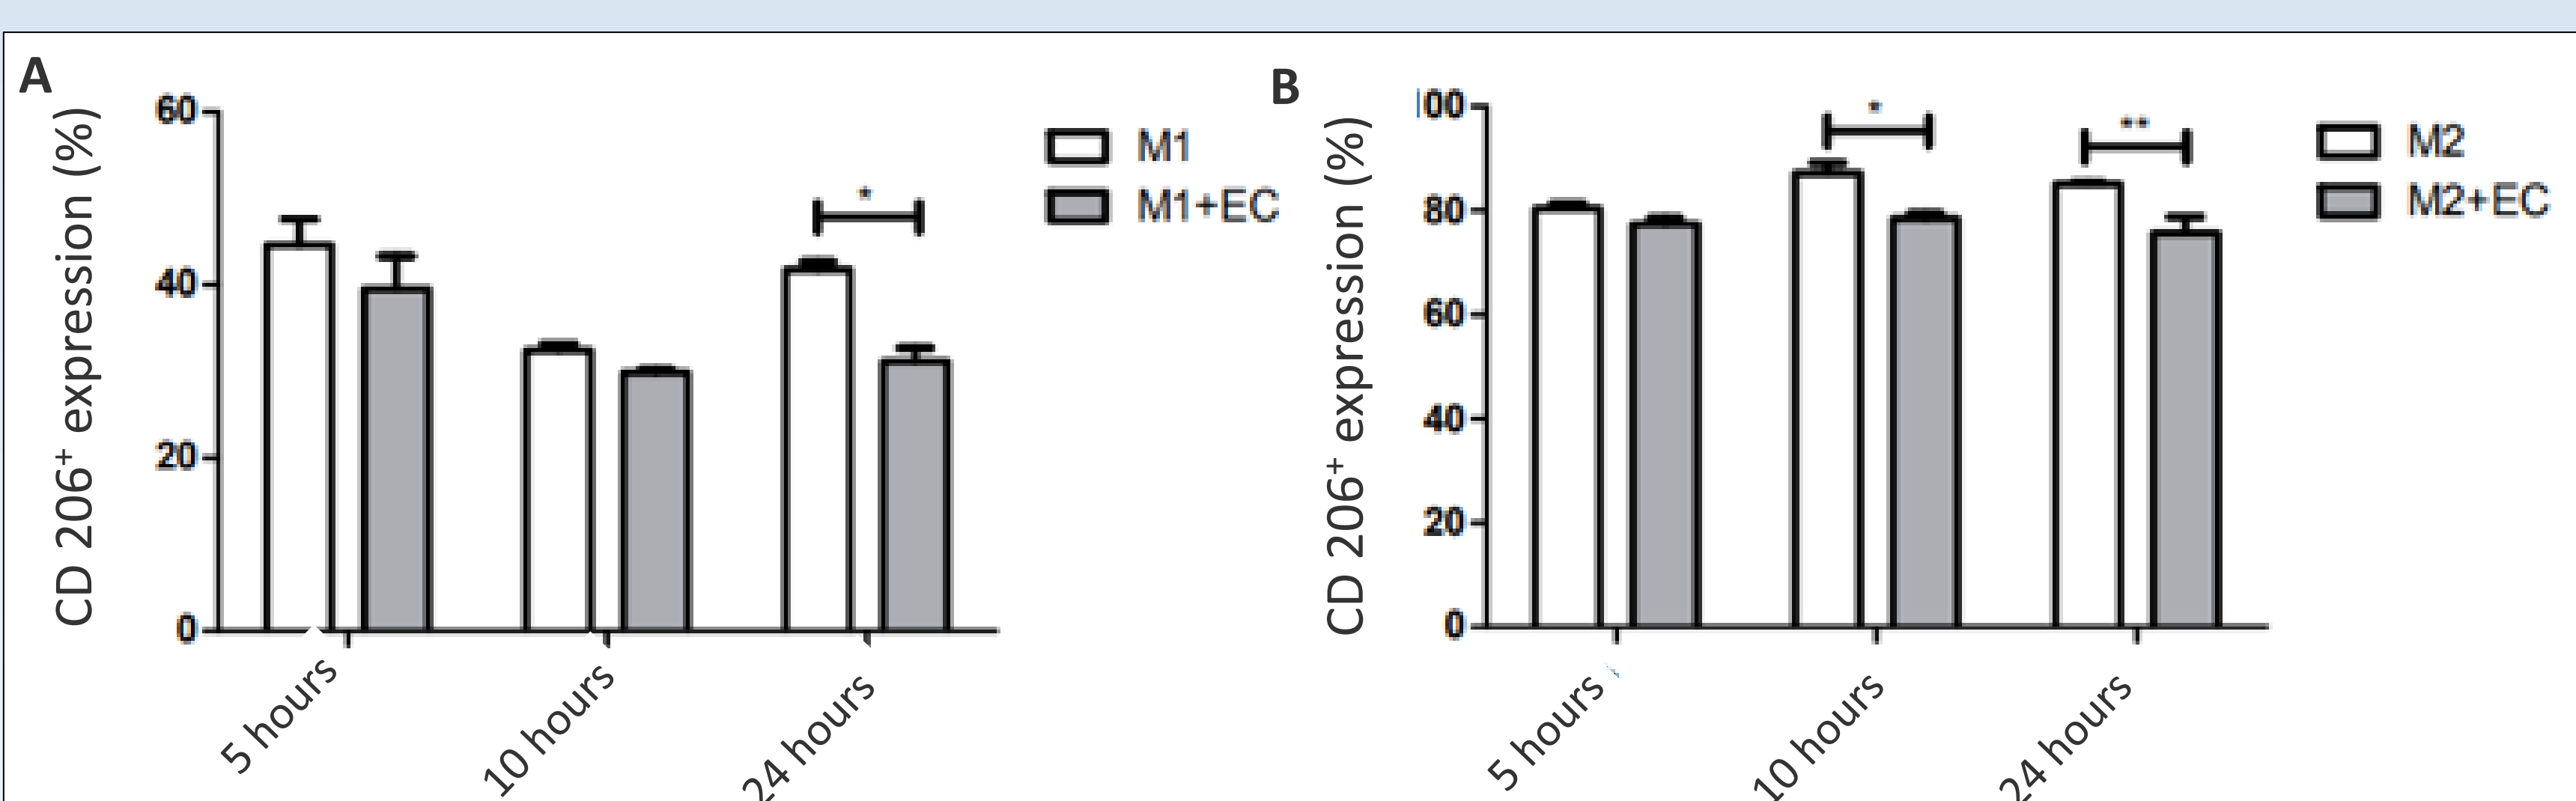 A
CD 206⁺ expression (%)
60
40
20
0
*
M1
M1+EC
5 hours
10 hours
24 hours
B
CD 206⁺ expression (%)
100
80
60
40
20
0
*
**
M2
M2+EC
5 hours
10 hours
24 hours